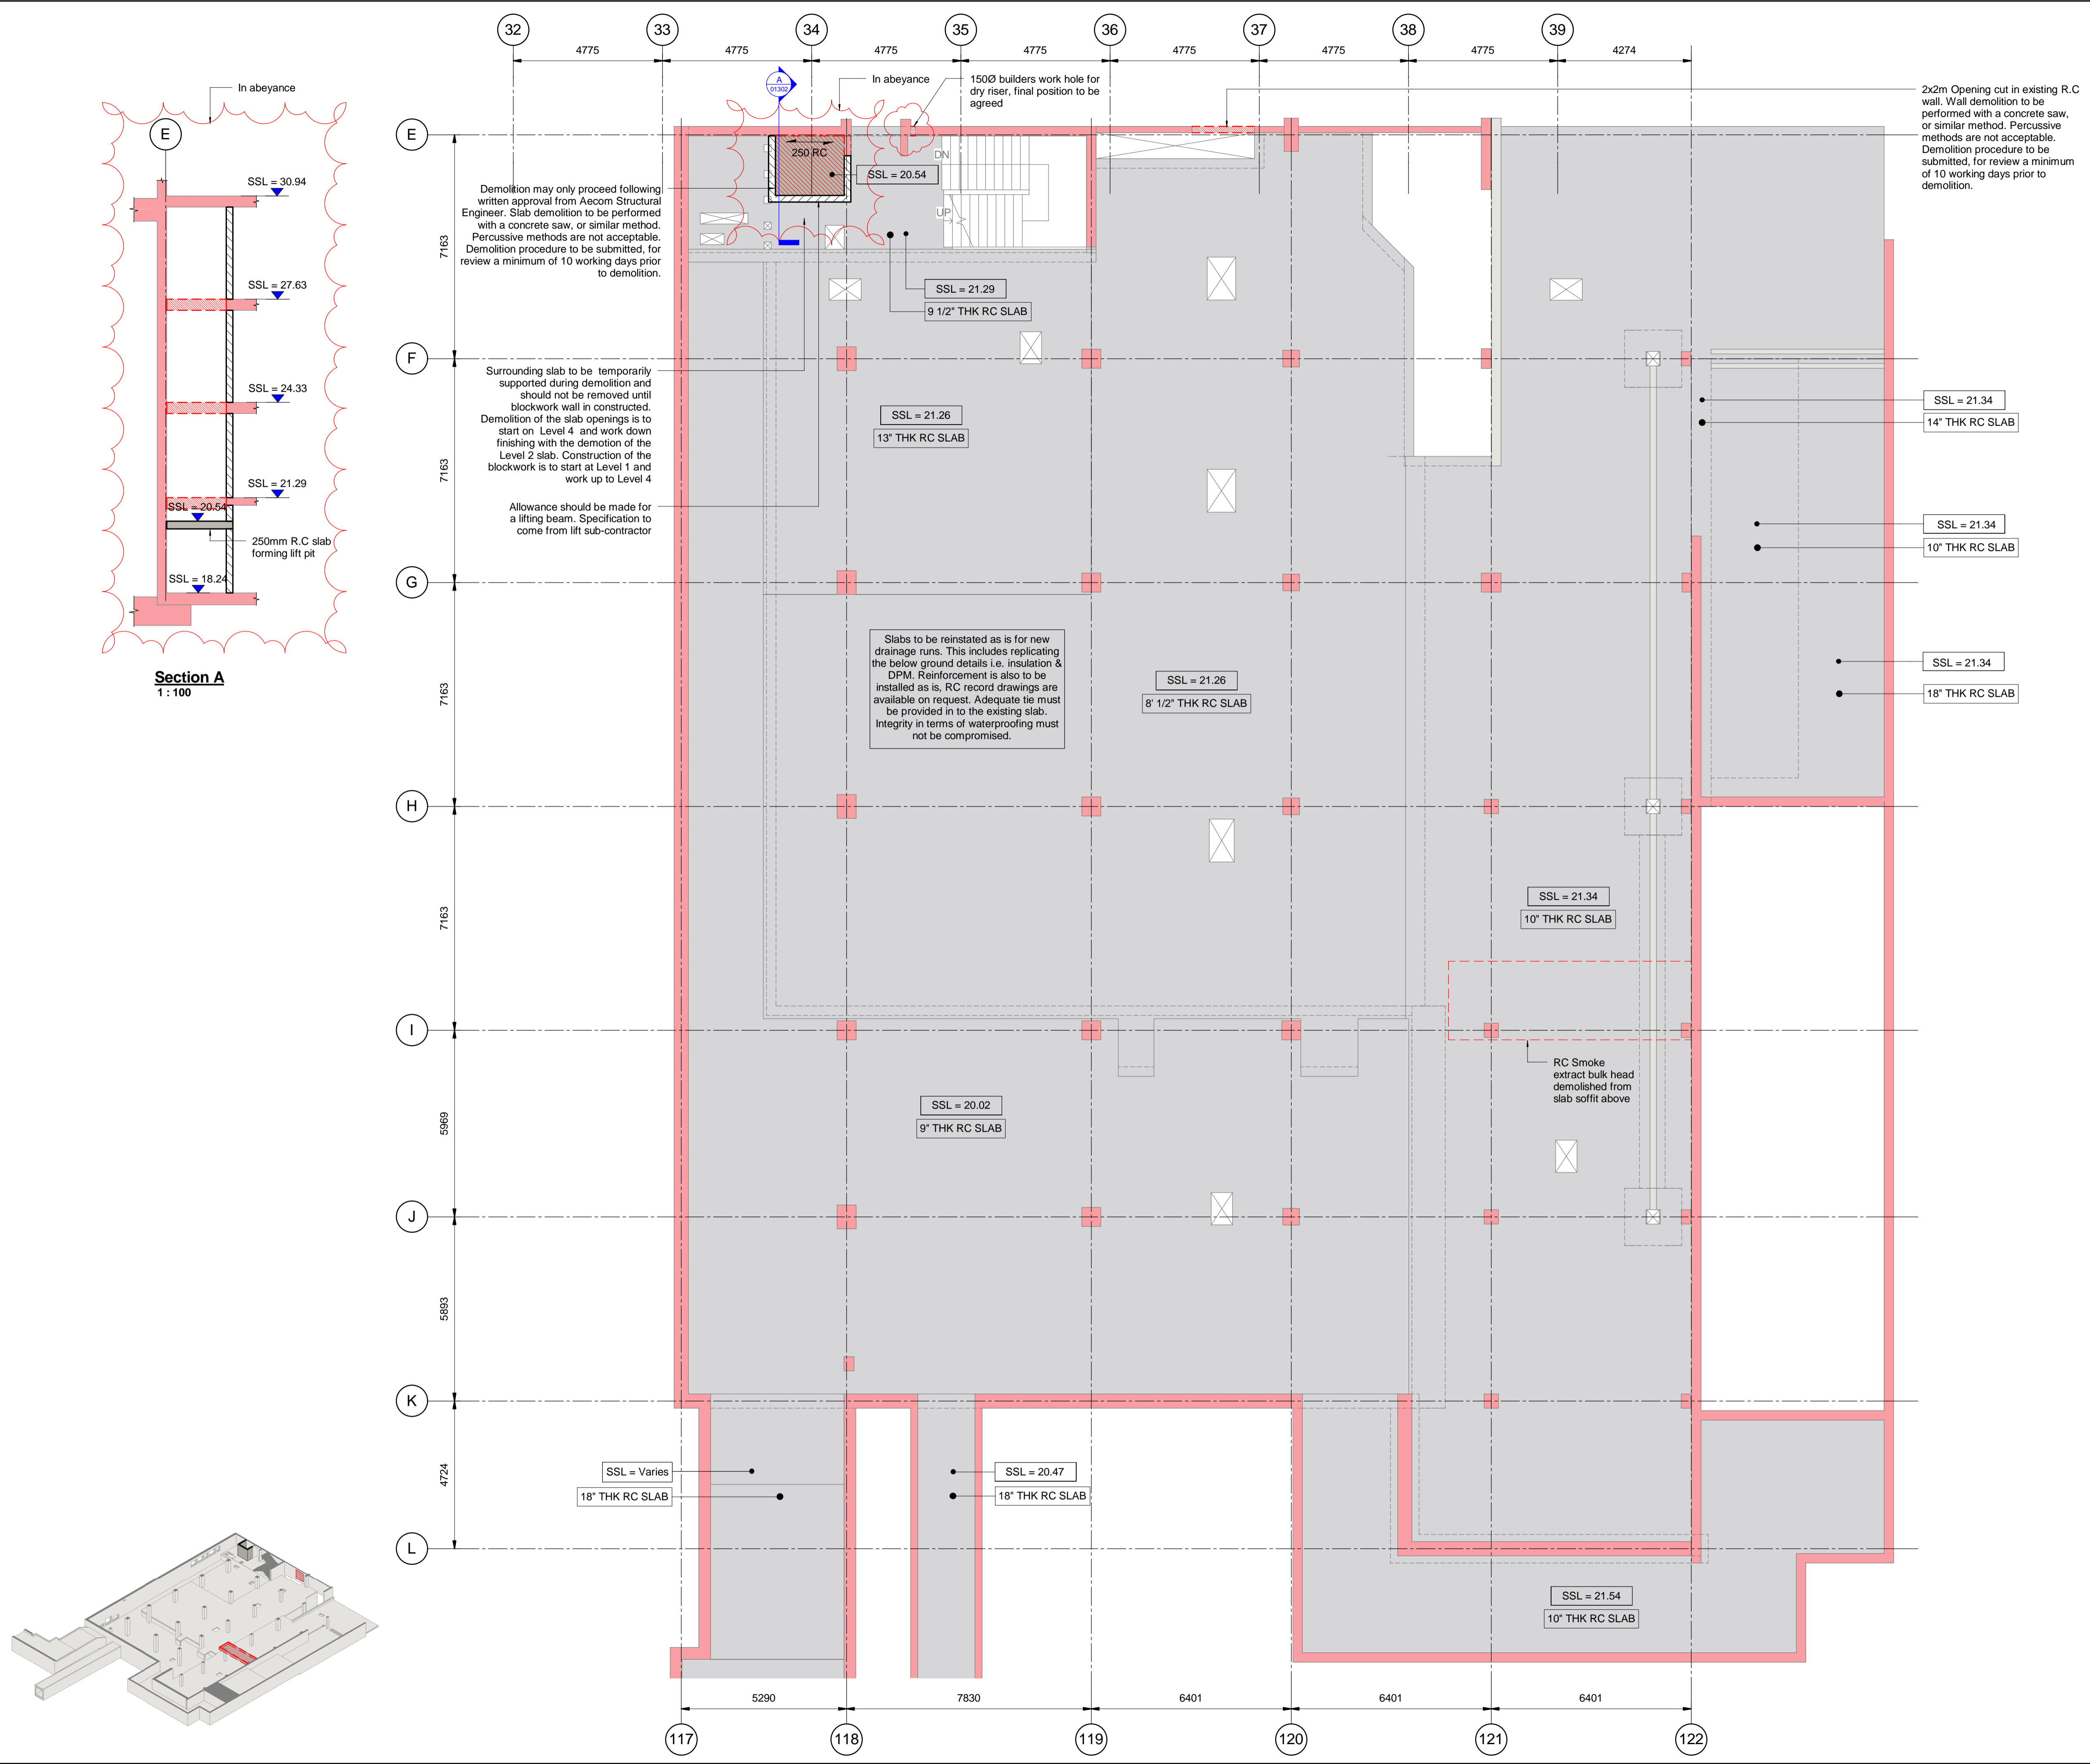 32
33
34
35
36
37
38
39
4775
4775
4775
4775
4775
4775
4775
4274
In abeyance
E
SSL = 30.94
SSL = 27.63
SSL = 24.33
SSL = 21.29
SSL = 20.54
250mm R.C slab
forming lift pit
SSL = 18.24
Section A
1 : 100
A
01302
In abeyance
150Ø builders work hole for
dry riser, final position to be
agreed
2x2m Opening cut in existing R.C
wall. Wall demolition to be
performed with a concrete saw,
or similar method. Percussive
methods are not acceptable.
Demolition procedure to be
submitted, for review a minimum
of 10 working days prior to
demolition.
E
F
G
H
I
J
K
L
7163
7163
7163
7163
5969
5893
4724
250 RC
SSL = 20.54
DN
UP
Demolition may only proceed following
written approval from Aecom Structural
Engineer. Slab demolition to be performed
with a concrete saw, or similar method.
Percussive methods are not acceptable.
Demolition procedure to be submitted, for
review a minimum of 10 working days prior
to demolition.
SSL = 21.29
9 1/2" THK RC SLAB
Surrounding slab to be temporarily
supported during demolition and
should not be removed until
blockwork wall in constructed.
Demolition of the slab openings is to
start on Level 4 and work down
finishing with the demotion of the
Level 2 slab. Construction of the
blockwork is to start at Level 1 and
work up to Level 4
Allowance should be made for
a lifting beam. Specification to
come from lift sub-contractor
SSL = 21.26
13" THK RC SLAB
SSL = 21.34
14" THK RC SLAB
SSL = 21.34
10" THK RC SLAB
SSL = 21.34
18" THK RC SLAB
Slabs to be reinstated as is for new
drainage runs. This includes replicating
the below ground details i.e. insulation &
DPM. Reinforcement is also to be
installed as is, RC record drawings are
available on request. Adequate tie must
be provided in to the existing slab.
Integrity in terms of waterproofing must
not be compromised.
SSL = 21.26
8' 1/2" THK RC SLAB
SSL = 21.34
10" THK RC SLAB
RC Smoke
extract bulk head
demolished from
slab soffit above
SSL = 20.02
9" THK RC SLAB
SSL = Varies
18" THK RC SLAB
SSL = 20.47
18" THK RC SLAB
SSL = 21.54
10" THK RC SLAB
5290
7830
6401
6401
6401
117
118
119
120
121
122